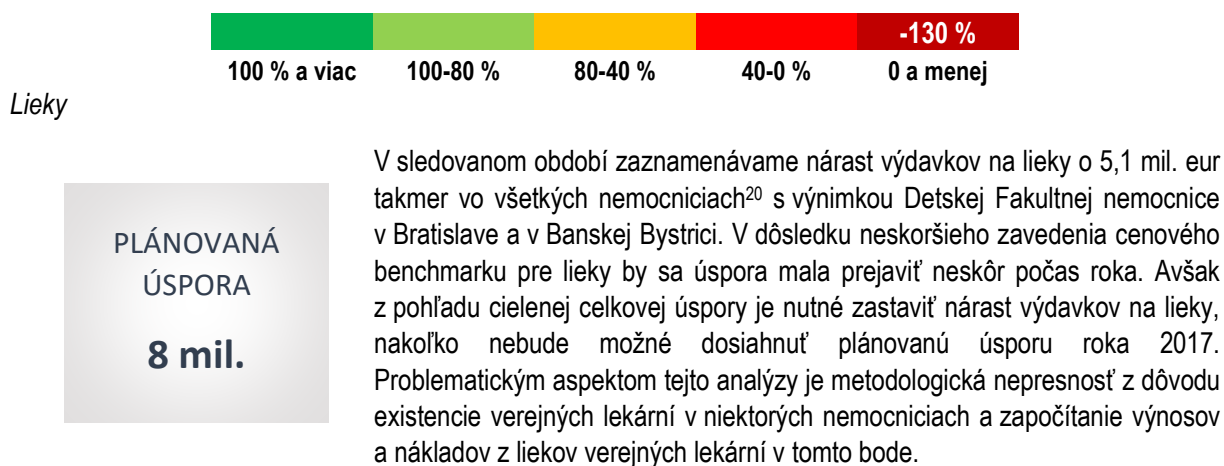 -130 %
100 % a viac 100-80 % 80-40 % 40-0 % 0 a menej
Lieky
PLÁNOVANÁ
ÚSPORA
8 mil.
V sledovanom období zaznamenávame nárast výdavkov na lieky o 5,1 mil. eur
takmer vo všetkých nemocniciach20 s výnimkou Detskej Fakultnej nemocnice
v Bratislave a v Banskej Bystrici. V dôsledku neskoršieho zavedenia cenového
benchmarku pre lieky by sa úspora mala prejaviť neskôr počas roka. Avšak
z pohľadu cielenej celkovej úspory je nutné zastaviť nárast výdavkov na lieky,
nakoľko nebude možné dosiahnuť plánovanú úsporu roka 2017.
Problematickým aspektom tejto analýzy je metodologická nepresnosť z dôvodu
existencie verejných lekární v niektorých nemocniciach a započítanie výnosov
a nákladov z liekov verejných lekární v tomto bode.